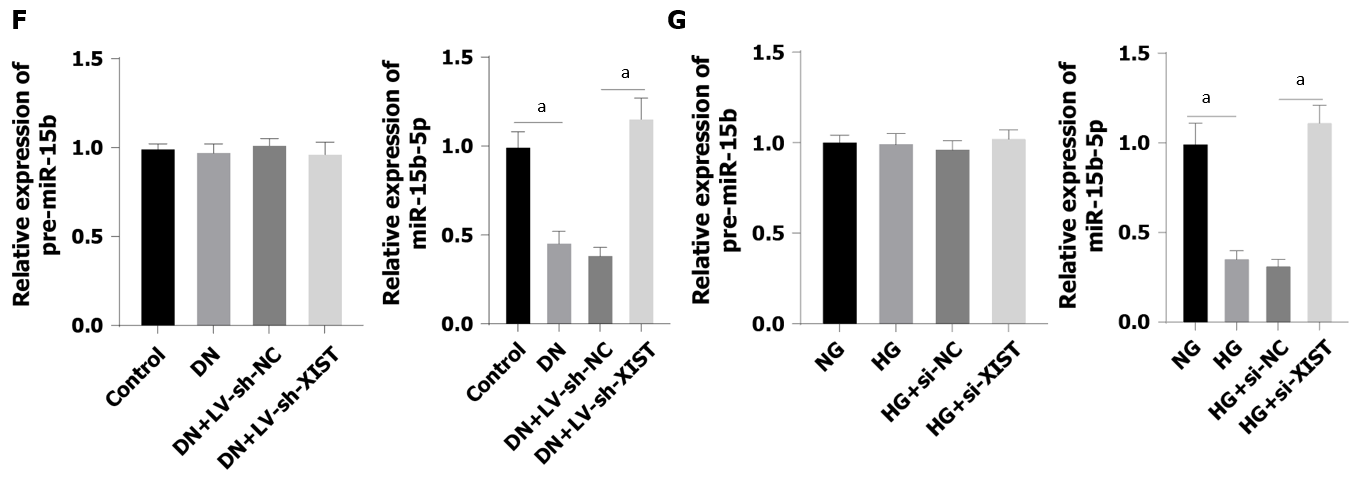 F
Relative expression of
pre-miR-15b
1.5
1.0
0.5
0.0
Control
DN
DN+LV-sh-NC
DN+LV-sh-XIST
Relative expression of
miR-15b-5p
1.5
1.0
0.5
0.0
a
a
Control
DN
DN+LV-sh-NC
DN+LV-sh-XIST
G
Relative expression of
pre-miR-15b
1.5
1.0
0.5
0.0
NG
HG
HG+si-NC
HG+si-XIST
Relative expression of
miR-15b-5p
1.5
1.0
0.5
0.0
a
a
NG
HG
HG+si-NC
HG+si-XIST